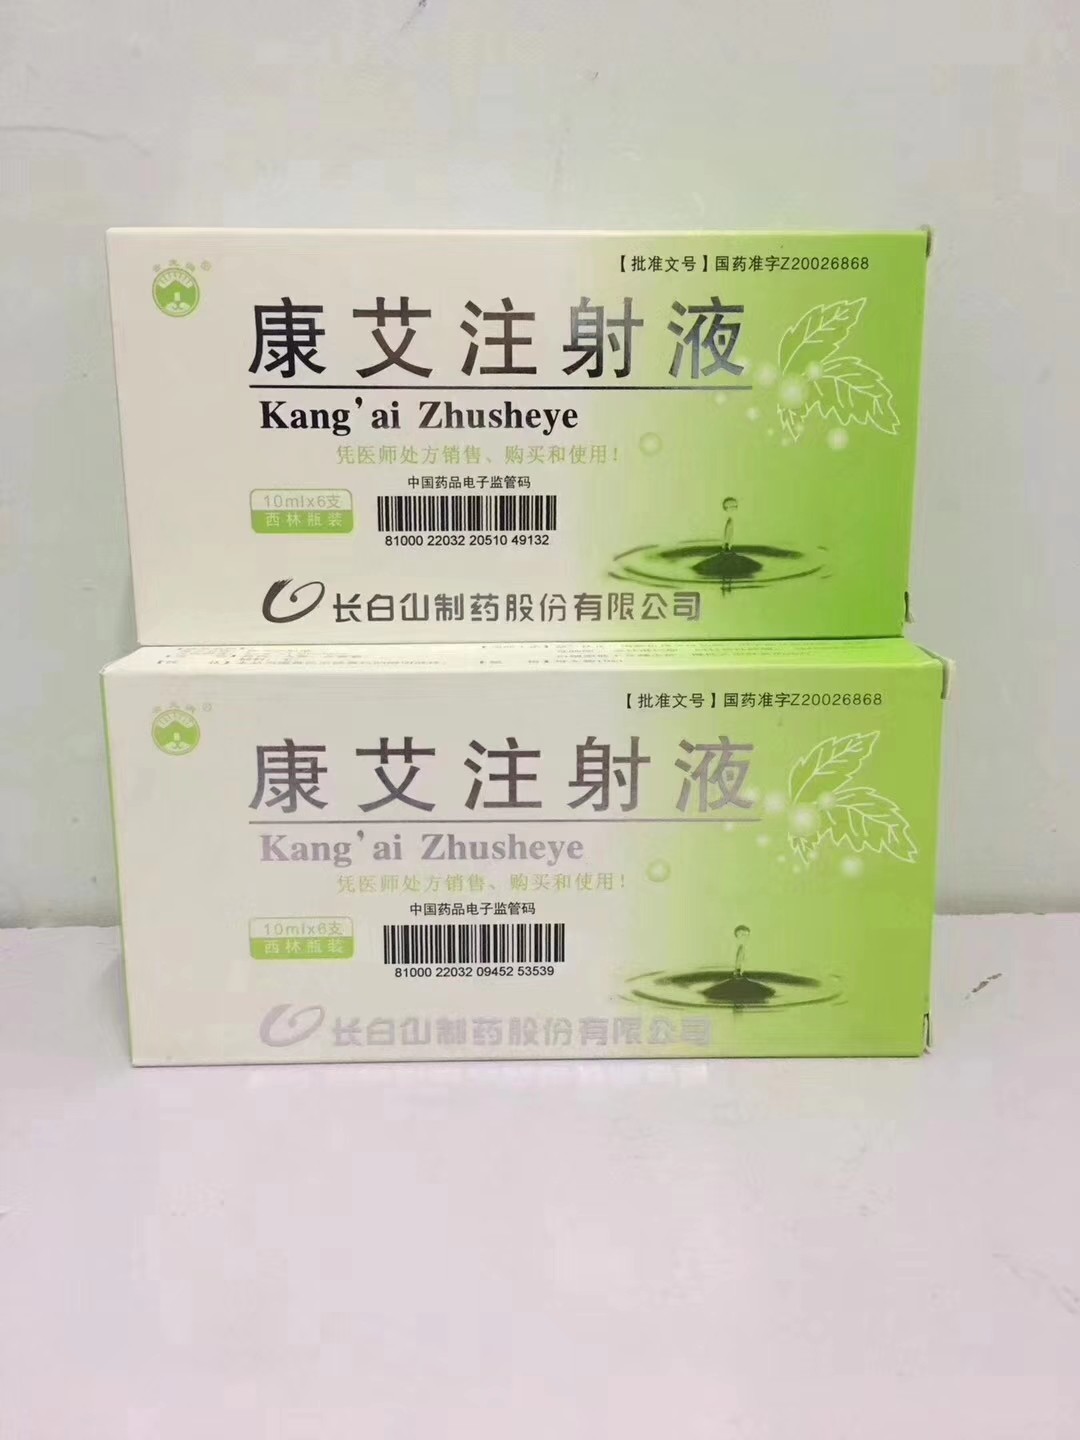 【批准文号】国药准字Z20026868
康艾注射液
Kang'ai Zhusheye
凭医师处方销售、购买和使用！
中国药品电子监管码
10mlx6支
西林瓶装
81000 22032 20510 49132
长白山制药股份有限公司
【批准文号】国药准字Z20026868
康艾注射液
Kang'ai Zhusheye
凭医师处方销售、购买和使用！
中国药品电子监管码
10mlx6支
西林瓶装
81000 22032 09452 53539
长白山制药股份有限公司